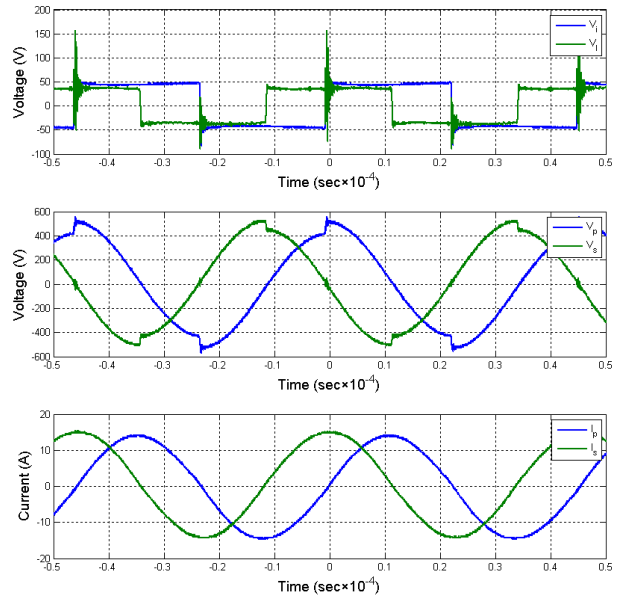 Voltage (V)
200
150
100
50
0
-50
-100
V_i
V_l
-0.5 -0.4 -0.3 -0.2 -0.1 0 0.1 0.2 0.3 0.4 0.5
Time (sec×10^-4)
Voltage (V)
600
400
200
0
-200
-400
-600
V_p
V_s
-0.5 -0.4 -0.3 -0.2 -0.1 0 0.1 0.2 0.3 0.4 0.5
Time (sec×10^-4)
Current (A)
20
10
0
-10
-20
I_p
I_s
-0.5 -0.4 -0.3 -0.2 -0.1 0 0.1 0.2 0.3 0.4 0.5
Time (sec×10^-4)